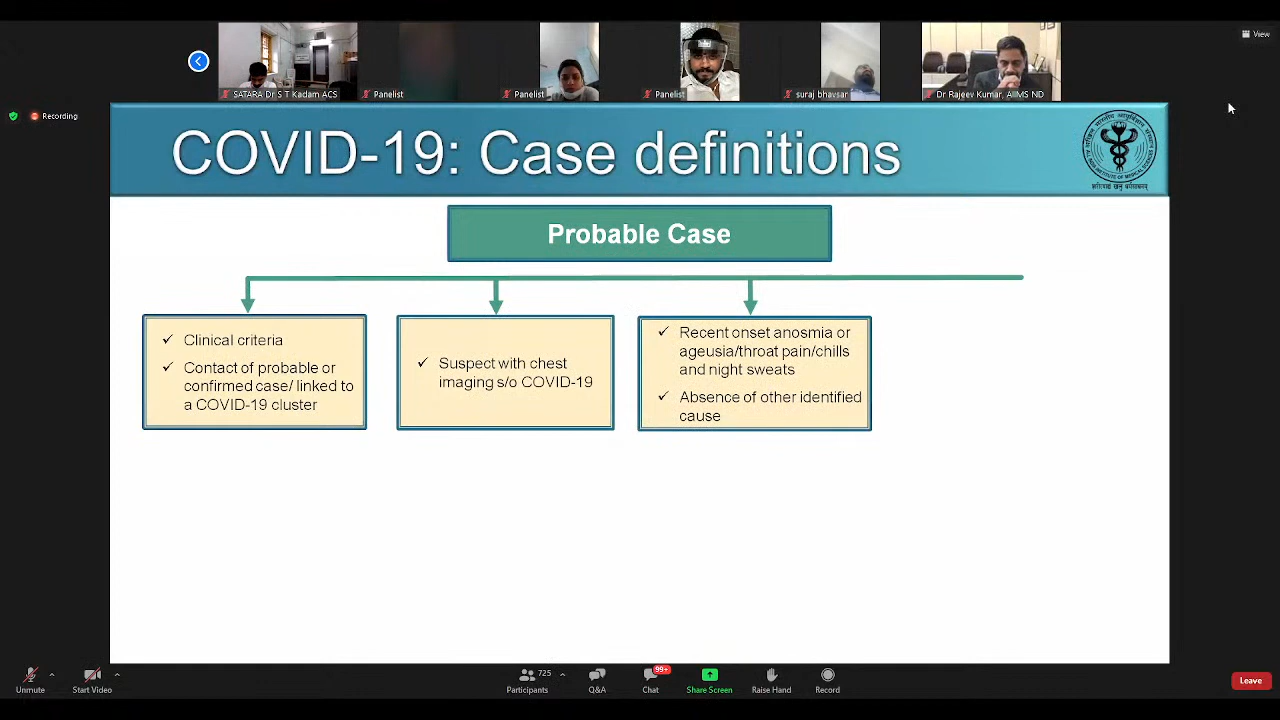 View
SATARA Dr S T Kadam ACS
Panelist
Panelist
Panelist
suraj bhavsar
Dr Rajeev Kumar, AIIMS ND
Recording
COVID-19: Case definitions
Probable Case
✓ Clinical criteria
✓ Contact of probable or
confirmed case/ linked to
a COVID-19 cluster
✓ Suspect with chest
imaging s/o COVID-19
✓ Recent onset anosmia or
ageusia/throat pain/chills
and night sweats
✓ Absence of other identified
cause
Unmute
Start Video
725
Participants
Q&A
99+
Chat
Share Screen
Raise Hand
Record
Leave